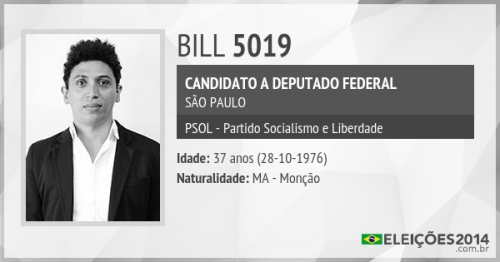 BILL 5019
CANDIDATO A DEPUTADO FEDERAL
SÃO PAULO
PSOL - Partido Socialismo e Liberdade
Idade: 37 anos (28-10-1976)
Naturalidade: MA - Monção
ELEIÇÕES2014
.com.br